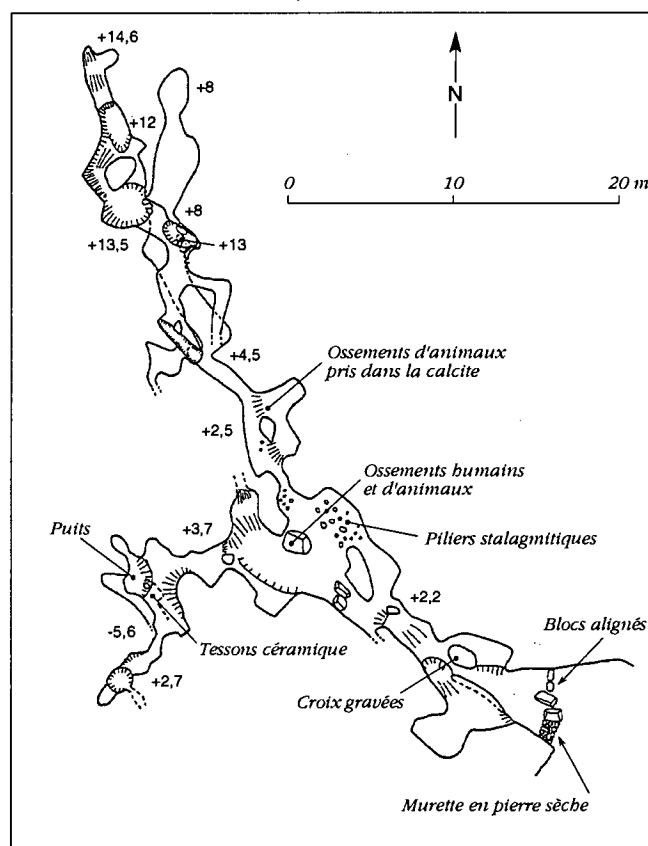 +14,6
+8
N
+12
0 10 20 m
+8
+13,5
+13
+4,5
Ossements d'animaux
pris dans la calcite
+2,5
Ossements humains
et d'animaux
+3,7
Puits
Piliers stalagmitiques
+2,2
Blocs alignés
-5,6
Tessons céramique
+2,7
Croix gravées
Murette en pierre sèche